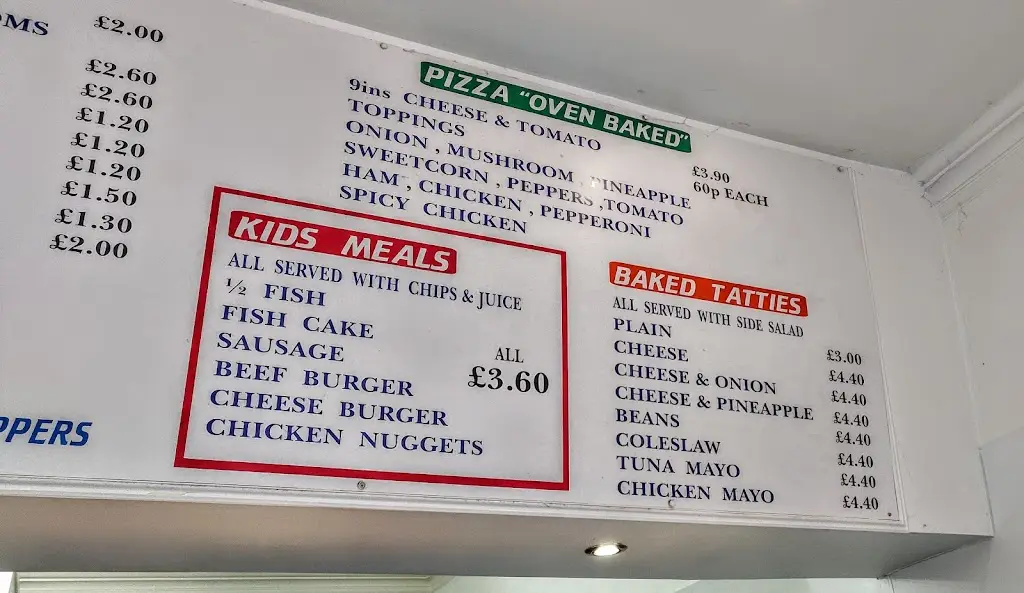 OMS £2.00
£2.60
£2.60
£1.20
£1.20
£1.20
£1.50
£1.30
£2.00
PPERS
PIZZA "OVEN BAKED"
9ins CHEESE & TOMATO £3.90
TOPPINGS 60p EACH
ONION , MUSHROOM , PINEAPPLE
SWEETCORN , PEPPERS , TOMATO
HAM , CHICKEN , PEPPERONI
SPICY CHICKEN
KIDS MEALS
ALL SERVED WITH CHIPS & JUICE
½ FISH
FISH CAKE
SAUSAGE ALL
BEEF BURGER £3.60
CHEESE BURGER
CHICKEN NUGGETS
BAKED TATTIES
ALL SERVED WITH SIDE SALAD
PLAIN £3.00
CHEESE £4.40
CHEESE & ONION £4.40
CHEESE & PINEAPPLE £4.40
BEANS £4.40
COLESLAW £4.40
TUNA MAYO £4.40
CHICKEN MAYO £4.40